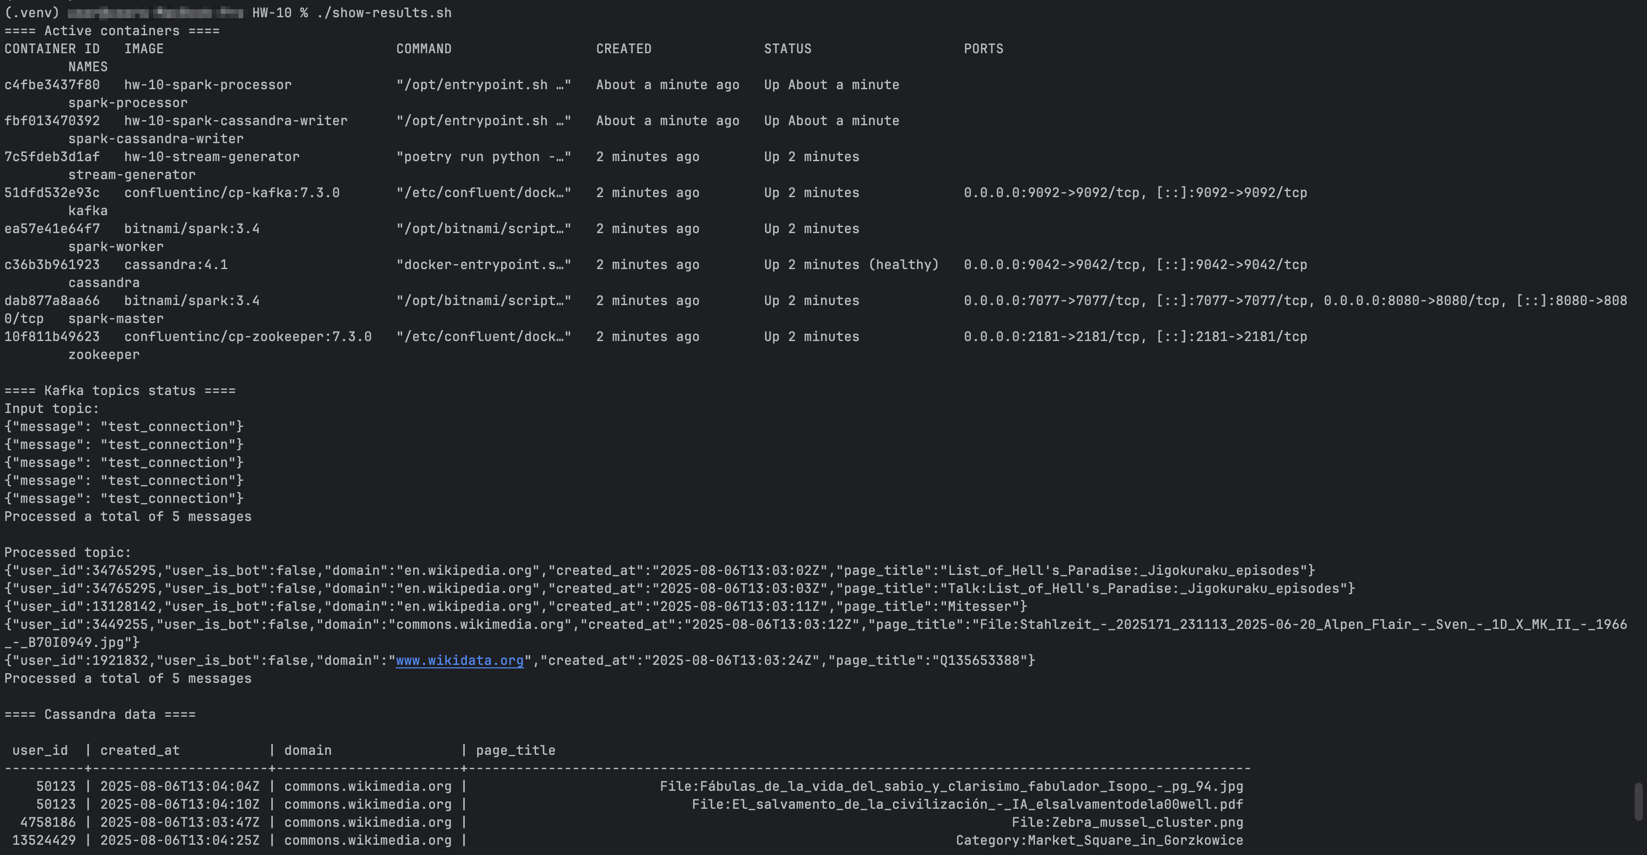 (.venv) HW-10 % ./show-results.sh
==== Active containers ====
CONTAINER ID   IMAGE                             COMMAND                  CREATED              STATUS                   PORTS
        NAMES
c4fbe3437f80   hw-10-spark-processor             "/opt/entrypoint.sh …"   About a minute ago   Up About a minute
        spark-processor
fbf013470392   hw-10-spark-cassandra-writer      "/opt/entrypoint.sh …"   About a minute ago   Up About a minute
        spark-cassandra-writer
7c5fdeb3d1af   hw-10-stream-generator            "poetry run python -…"   2 minutes ago        Up 2 minutes
        stream-generator
51dfd532e93c   confluentinc/cp-kafka:7.3.0       "/etc/confluent/dock…"   2 minutes ago        Up 2 minutes             0.0.0.0:9092->9092/tcp, [::]:9092->9092/tcp
        kafka
ea57e41e64f7   bitnami/spark:3.4                 "/opt/bitnami/script…"   2 minutes ago        Up 2 minutes
        spark-worker
c36b3b961923   cassandra:4.1                     "docker-entrypoint.s…"   2 minutes ago        Up 2 minutes (healthy)   0.0.0.0:9042->9042/tcp, [::]:9042->9042/tcp
        cassandra
dab877a8aa66   bitnami/spark:3.4                 "/opt/bitnami/script…"   2 minutes ago        Up 2 minutes             0.0.0.0:7077->7077/tcp, [::]:7077->7077/tcp, 0.0.0.0:8080->8080/tcp, [::]:8080->808
0/tcp   spark-master
10f811b49623   confluentinc/cp-zookeeper:7.3.0   "/etc/confluent/dock…"   2 minutes ago        Up 2 minutes             0.0.0.0:2181->2181/tcp, [::]:2181->2181/tcp
        zookeeper
==== Kafka topics status ====
Input topic:
{"message": "test_connection"}
{"message": "test_connection"}
{"message": "test_connection"}
{"message": "test_connection"}
{"message": "test_connection"}
Processed a total of 5 messages
Processed topic:
{"user_id":34765295,"user_is_bot":false,"domain":"en.wikipedia.org","created_at":"2025-08-06T13:03:02Z","page_title":"List_of_Hell's_Paradise:_Jigokuraku_episodes"}
{"user_id":34765295,"user_is_bot":false,"domain":"en.wikipedia.org","created_at":"2025-08-06T13:03:03Z","page_title":"Talk:List_of_Hell's_Paradise:_Jigokuraku_episodes"}
{"user_id":13128142,"user_is_bot":false,"domain":"en.wikipedia.org","created_at":"2025-08-06T13:03:11Z","page_title":"Mitesser"}
{"user_id":3449255,"user_is_bot":false,"domain":"commons.wikimedia.org","created_at":"2025-08-06T13:03:12Z","page_title":"File:Stahlzeit_-_2025171_231113_2025-06-20_Alpen_Flair_-_Sven_-_1D_X_MK_II_-_1966
_-_B70I0949.jpg"}
{"user_id":1921832,"user_is_bot":false,"domain":"www.wikidata.org","created_at":"2025-08-06T13:03:24Z","page_title":"Q135653388"}
Processed a total of 5 messages
==== Cassandra data ====
 user_id  | created_at           | domain                | page_title
----------+----------------------+-----------------------+--------------------------------------------------------------------------------------------------
    50123 | 2025-08-06T13:04:04Z | commons.wikimedia.org | File:Fábulas_de_la_vida_del_sabio_y_clarisimo_fabulador_Isopo_-_pg_94.jpg
    50123 | 2025-08-06T13:04:10Z | commons.wikimedia.org | File:El_salvamento_de_la_civilización_-_IA_elsalvamentodela00well.pdf
  4758186 | 2025-08-06T13:03:47Z | commons.wikimedia.org | File:Zebra_mussel_cluster.png
 13524429 | 2025-08-06T13:04:25Z | commons.wikimedia.org | Category:Market_Square_in_Gorzkowice